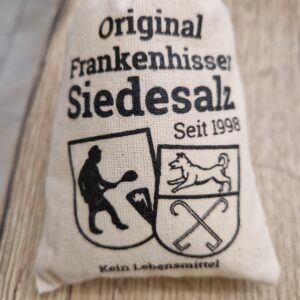 Original
Frankenhisser
Siedesalz
Seit 1998
Kein Lebensmittel